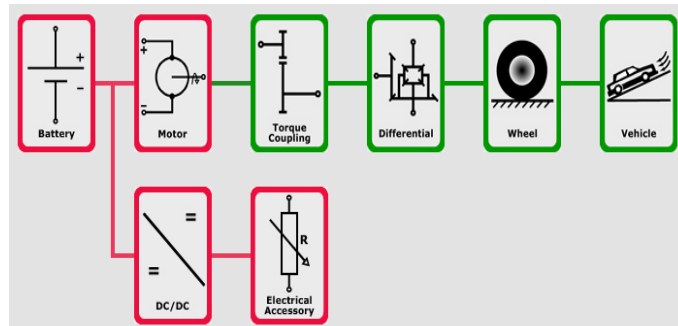 +
−
Battery
+
−
Motor
Torque
Coupling
Differential
Wheel
Vehicle
=
=
DC/DC
R
Electrical
Accessory